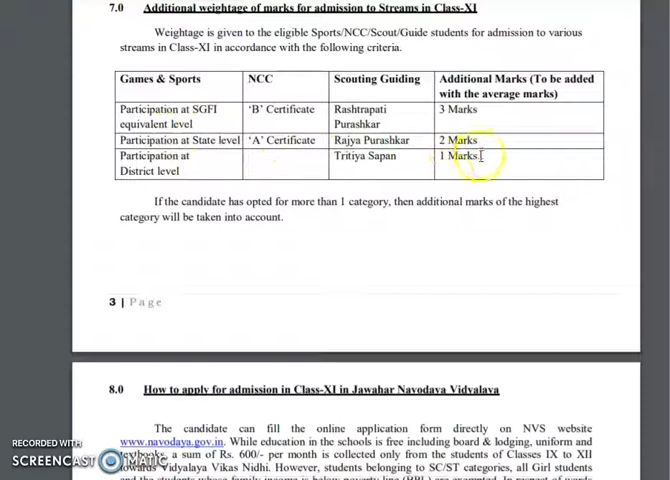 7.0 Additional weightage of marks for admission to Streams in Class-XI
Weightage is given to the eligible Sports/NCC/Scout/Guide students for admission to various
streams in Class-XI in accordance with the following criteria.
Games & Sports NCC Scouting Guiding Additional Marks (To be added with the average marks)
Participation at SGFI equivalent level 'B' Certificate Rashtrapati Purashkar 3 Marks
Participation at State level 'A' Certificate Rajya Purashkar 2 Marks
Participation at District level Tritiya Sapan 1 Marks
If the candidate has opted for more than 1 category, then additional marks of the highest
category will be taken into account.
3 | Page
8.0 How to apply for admission in Class-XI in Jawahar Navodaya Vidyalaya
The candidate can fill the online application form directly on NVS website
www.navodaya.gov.in. While education in the schools is free including board & lodging, uniform and
textbooks, a sum of Rs. 600/- per month is collected only from the students of Classes IX to XII
towards Vidyalaya Vikas Nidhi. However, students belonging to SC/ST categories, all Girl students
RECORDED WITH
SCREENCAST MATIC